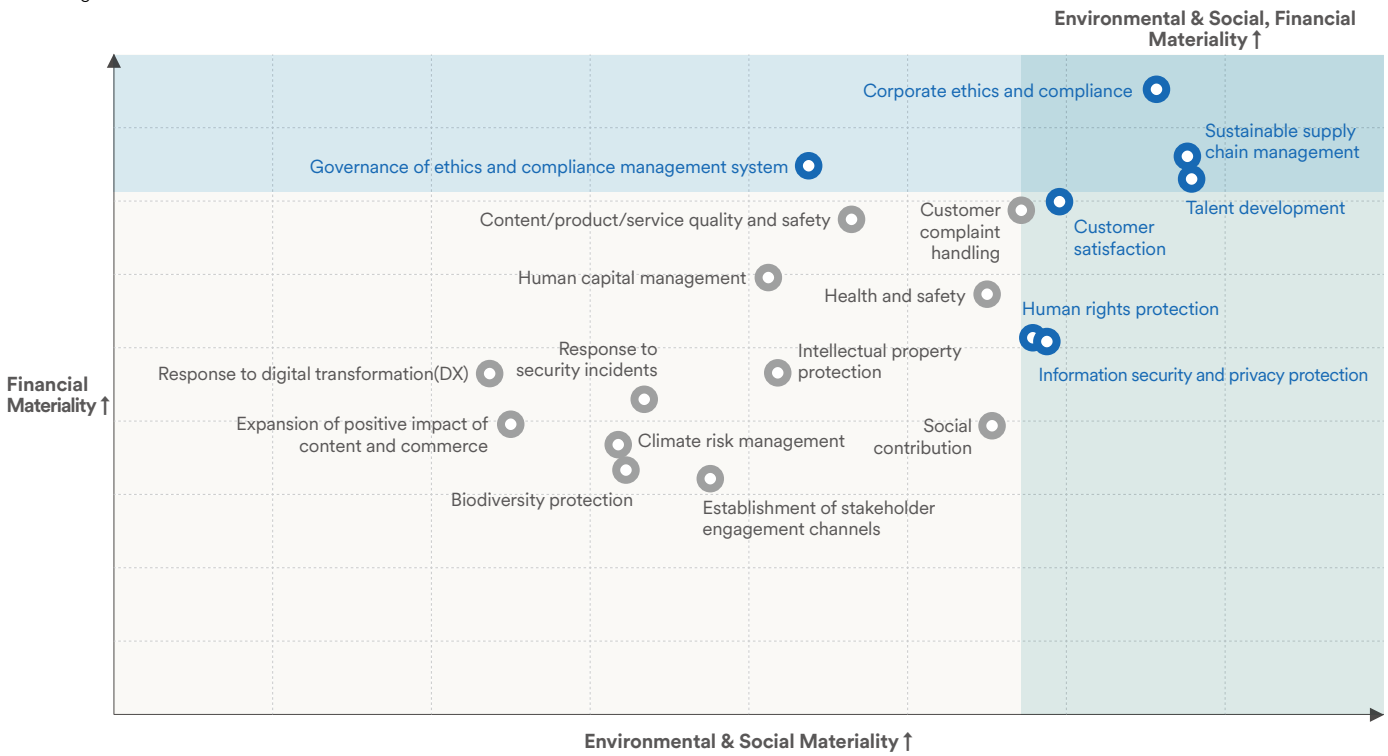 Environmental & Social, Financial
Materiality ↑
Corporate ethics and compliance
Sustainable supply
chain management
Governance of ethics and compliance management system
Talent development
Content/product/service quality and safety
Customer
complaint
handling
Customer
satisfaction
Human capital management
Health and safety
Human rights protection
Response to
security incidents
Intellectual property
protection
Response to digital transformation(DX)
Information security and privacy protection
Financial
Materiality ↑
Expansion of positive impact of
content and commerce
Climate risk management
Social
contribution
Biodiversity protection
Establishment of stakeholder
engagement channels
Environmental & Social Materiality ↑